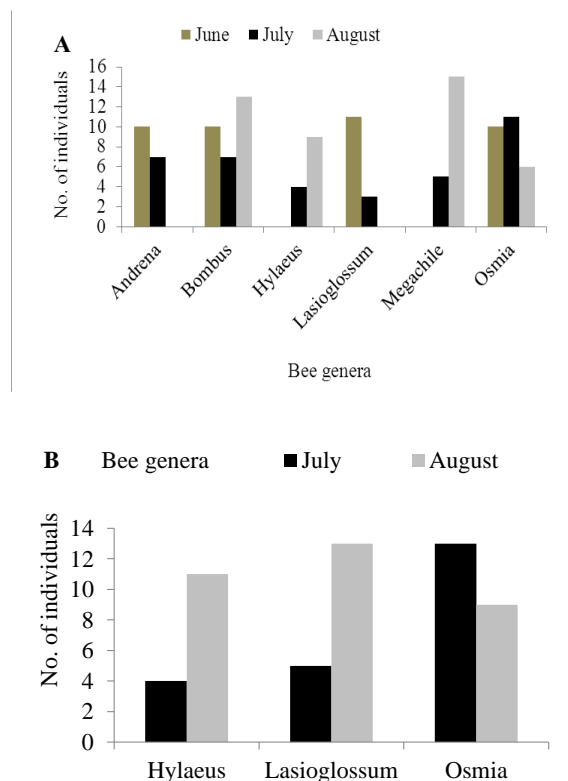 A
June July August
No. of individuals
16
14
12
10
8
6
4
2
0
Andrena
Bombus
Hylaeus
Lasioglossum
Megachile
Osmia
Bee genera
B Bee genera July August
No. of individuals
14
12
10
8
6
4
2
0
Hylaeus Lasioglossum Osmia